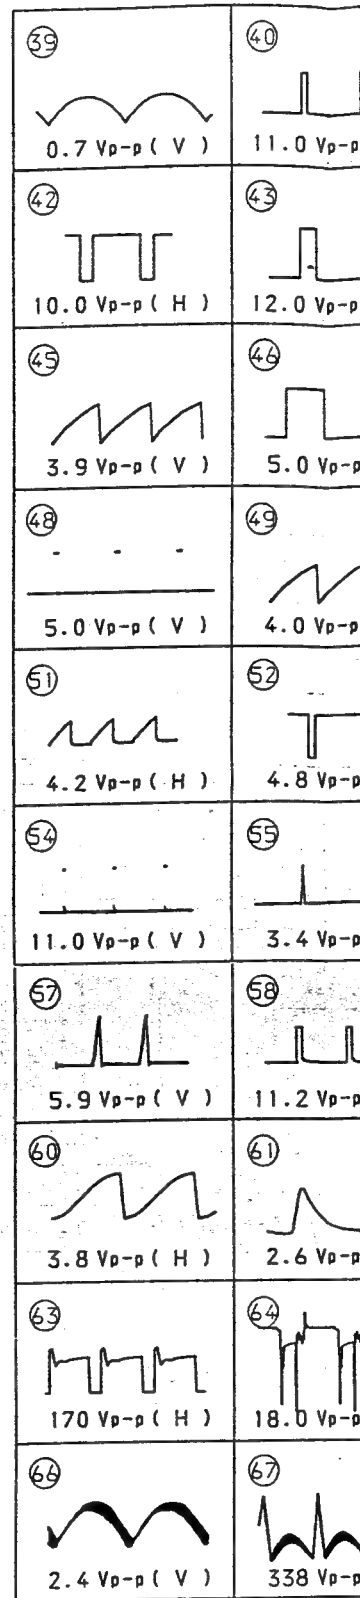 39 40
0.7 Vp-p ( V ) 11.0 Vp-p
42 43
10.0 Vp-p ( H ) 12.0 Vp-p
45 46
3.9 Vp-p ( V ) 5.0 Vp-p
48 49
5.0 Vp-p ( V ) 4.0 Vp-p
51 52
4.2 Vp-p ( H ) 4.8 Vp-p
54 55
11.0 Vp-p ( V ) 3.4 Vp-p
57 58
5.9 Vp-p ( V ) 11.2 Vp-p
60 61
3.8 Vp-p ( H ) 2.6 Vp-p
63 64
170 Vp-p ( H ) 18.0 Vp-p
66 67
2.4 Vp-p ( V ) 338 Vp-p